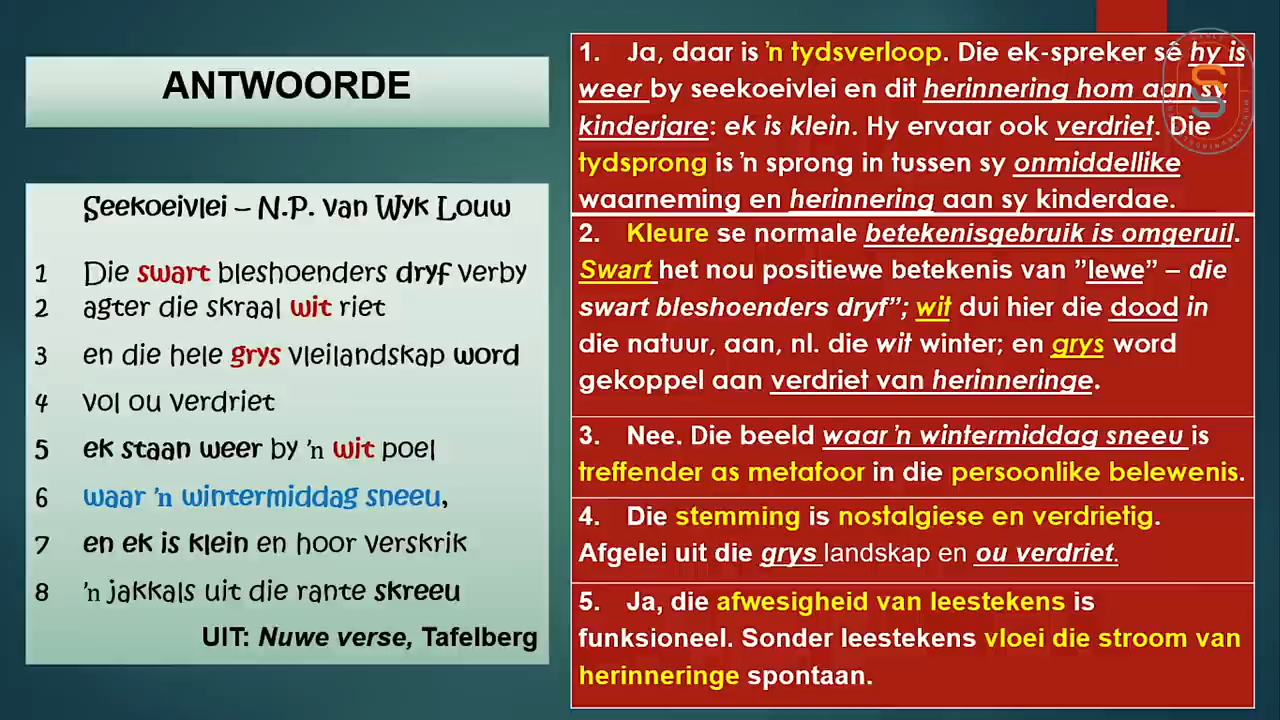 ANTWOORDE
Seekoeivlei – N.P. van Wyk Louw
1 Die swart bleshoenders dryf verby
2 agter die skraal wit riet
3 en die hele grys vleilandskap word
4 vol ou verdriet
5 ek staan weer by ŉ wit poel
6 waar ŉ wintermiddag sneeu,
7 en ek is klein en hoor verskrik
8 ŉ jakkals uit die rante skreeu
UIT: Nuwe verse, Tafelberg
1. Ja, daar is ŉ tydsverloop. Die ek-spreker sê hy is
weer by seekoeivlei en dit herinnering hom aan sy
kinderjare: ek is klein. Hy ervaar ook verdriet. Die
tydsprong is ŉ sprong in tussen sy onmiddellike
waarneming en herinnering aan sy kinderdae.
2. Kleure se normale betekenisgebruik is omgeruil.
Swart het nou positiewe betekenis van ”lewe” – die
swart bleshoenders dryf”; wit dui hier die dood in
die natuur, aan, nl. die wit winter; en grys word
gekoppel aan verdriet van herinneringe.
3. Nee. Die beeld waar ŉ wintermiddag sneeu is
treffender as metafoor in die persoonlike belewenis.
4. Die stemming is nostalgiese en verdrietig.
Afgelei uit die grys landskap en ou verdriet.
5. Ja, die afwesigheid van leestekens is
funksioneel. Sonder leestekens vloei die stroom van
herinneringe spontaan.